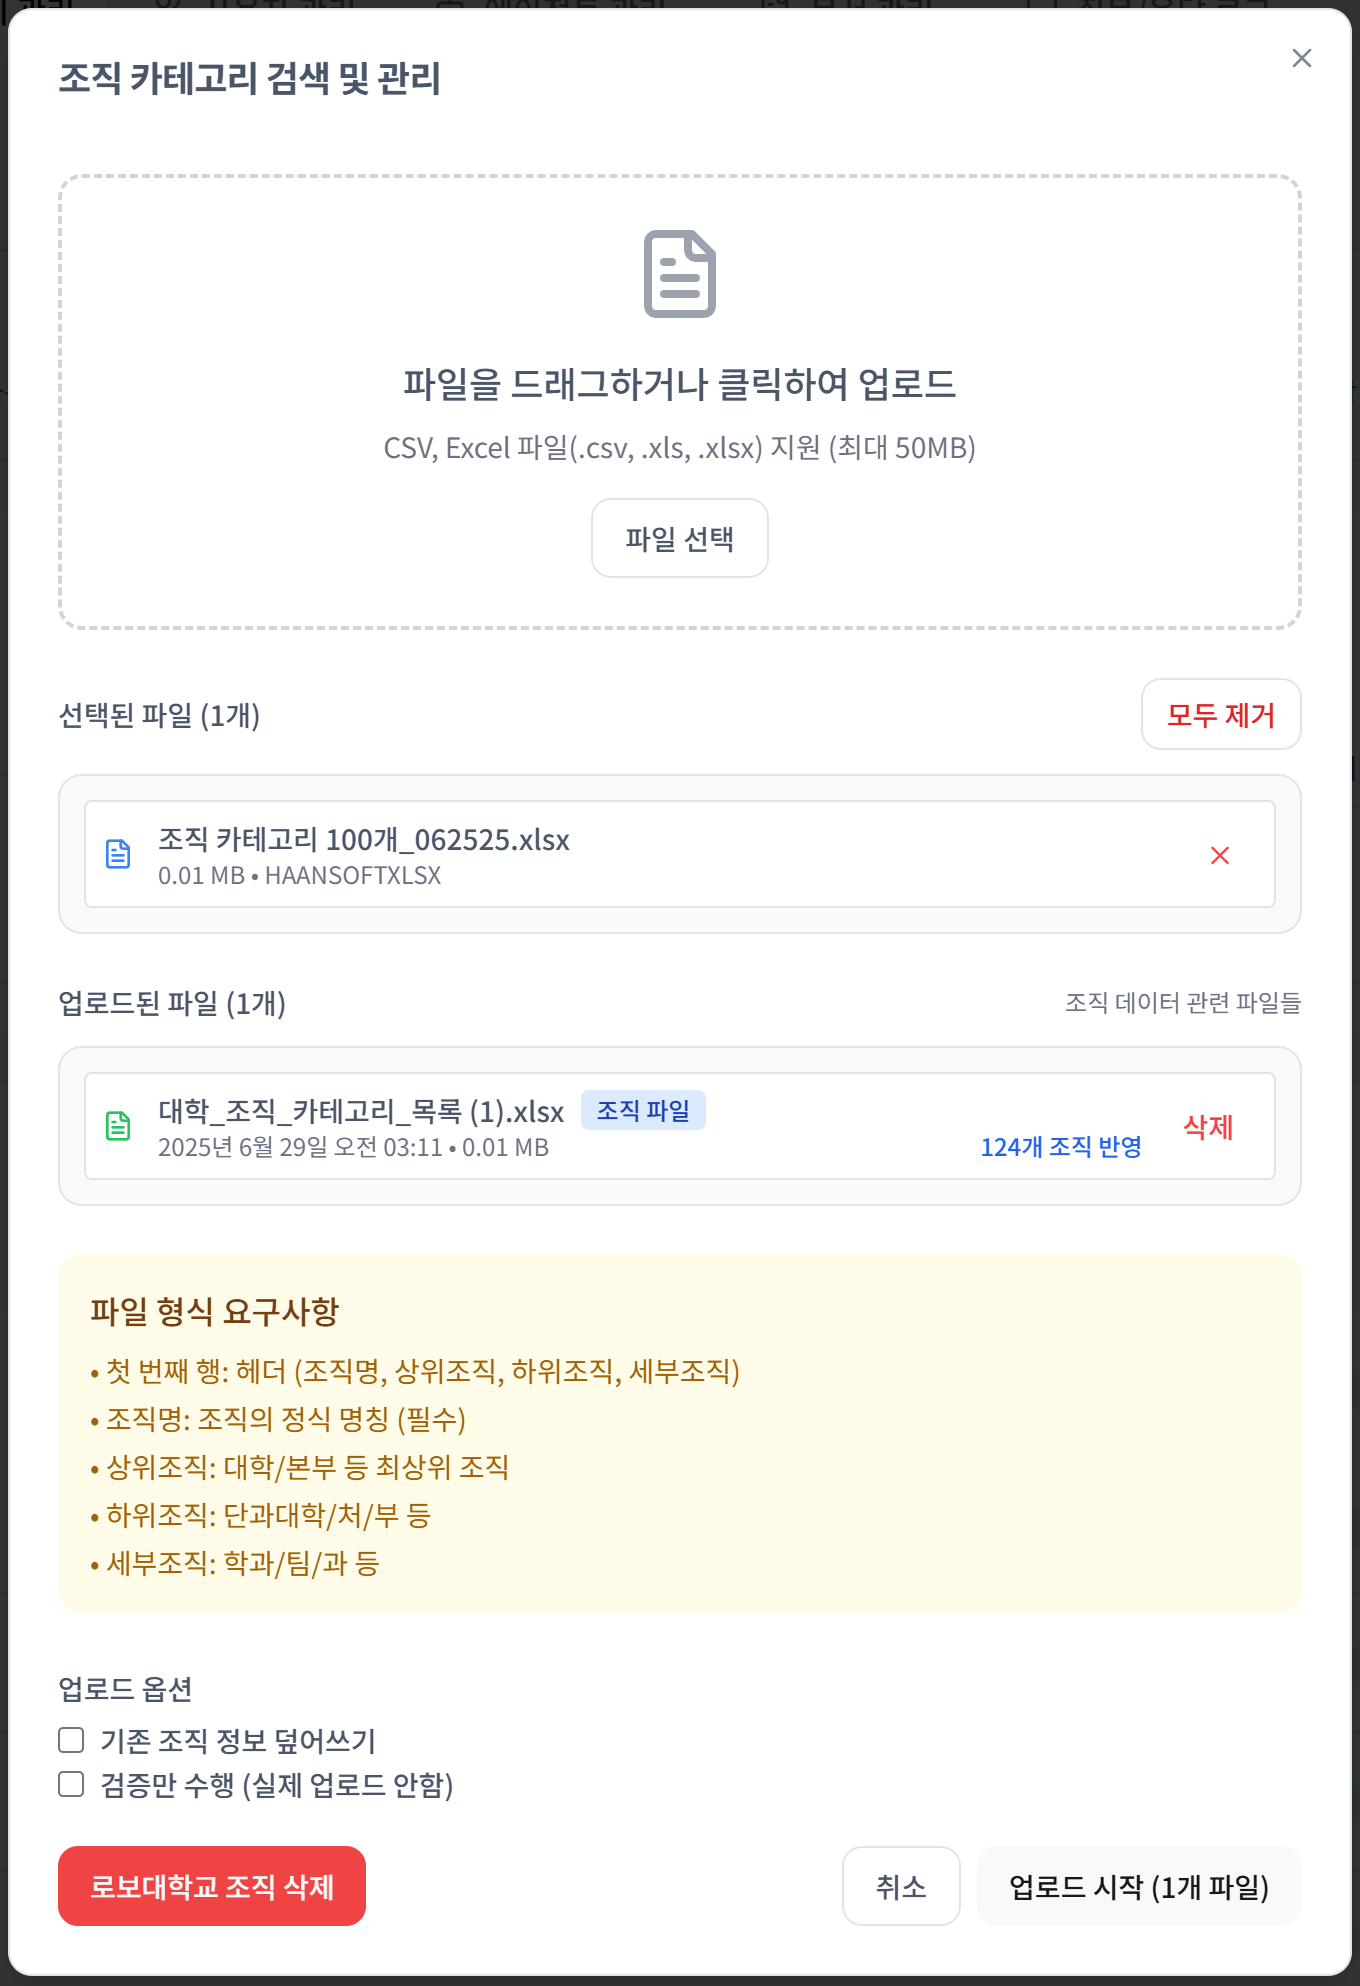 조직 카테고리 검색 및 관리
파일을 드래그하거나 클릭하여 업로드
CSV, Excel 파일(.csv, .xls, .xlsx) 지원 (최대 50MB)
파일 선택
선택된 파일 (1개)
모두 제거
조직 카테고리 100개_062525.xlsx
0.01 MB • HAANSOFTXLSX
업로드된 파일 (1개)
조직 데이터 관련 파일들
대학_조직_카테고리_목록 (1).xlsx 조직 파일
2025년 6월 29일 오전 03:11 • 0.01 MB
124개 조직 반영
삭제
파일 형식 요구사항
• 첫 번째 행: 헤더 (조직명, 상위조직, 하위조직, 세부조직)
• 조직명: 조직의 정식 명칭 (필수)
• 상위조직: 대학/본부 등 최상위 조직
• 하위조직: 단과대학/처/부 등
• 세부조직: 학과/팀/과 등
업로드 옵션
기존 조직 정보 덮어쓰기
검증만 수행 (실제 업로드 안함)
로보대학교 조직 삭제
취소
업로드 시작 (1개 파일)